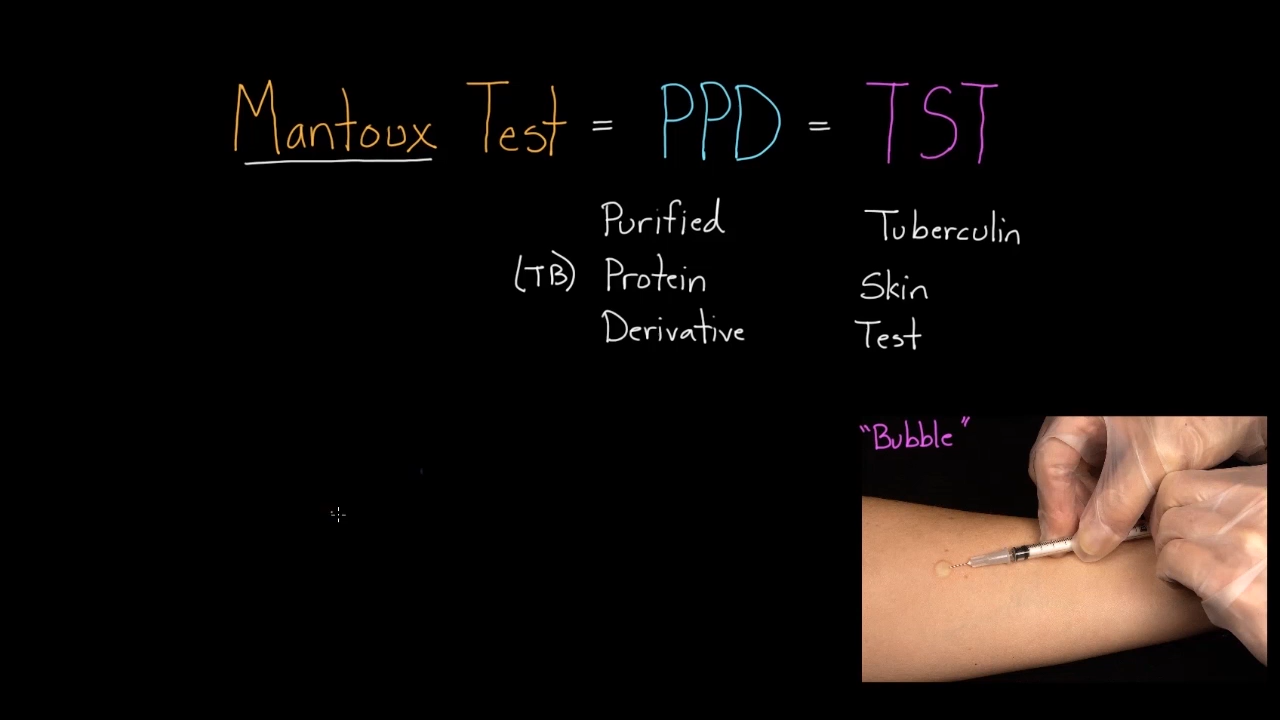 Mantoux Test = PPD = TST
Purified
(TB) Protein
Derivative
Tuberculin
Skin
Test
"Bubble"